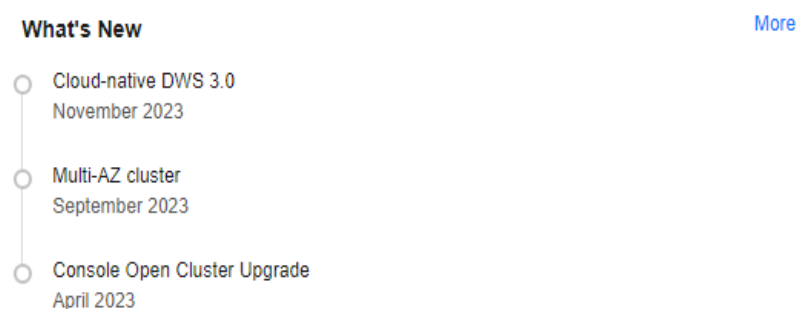 What's New
More
Cloud-native DWS 3.0
November 2023
Multi-AZ cluster
September 2023
Console Open Cluster Upgrade
April 2023